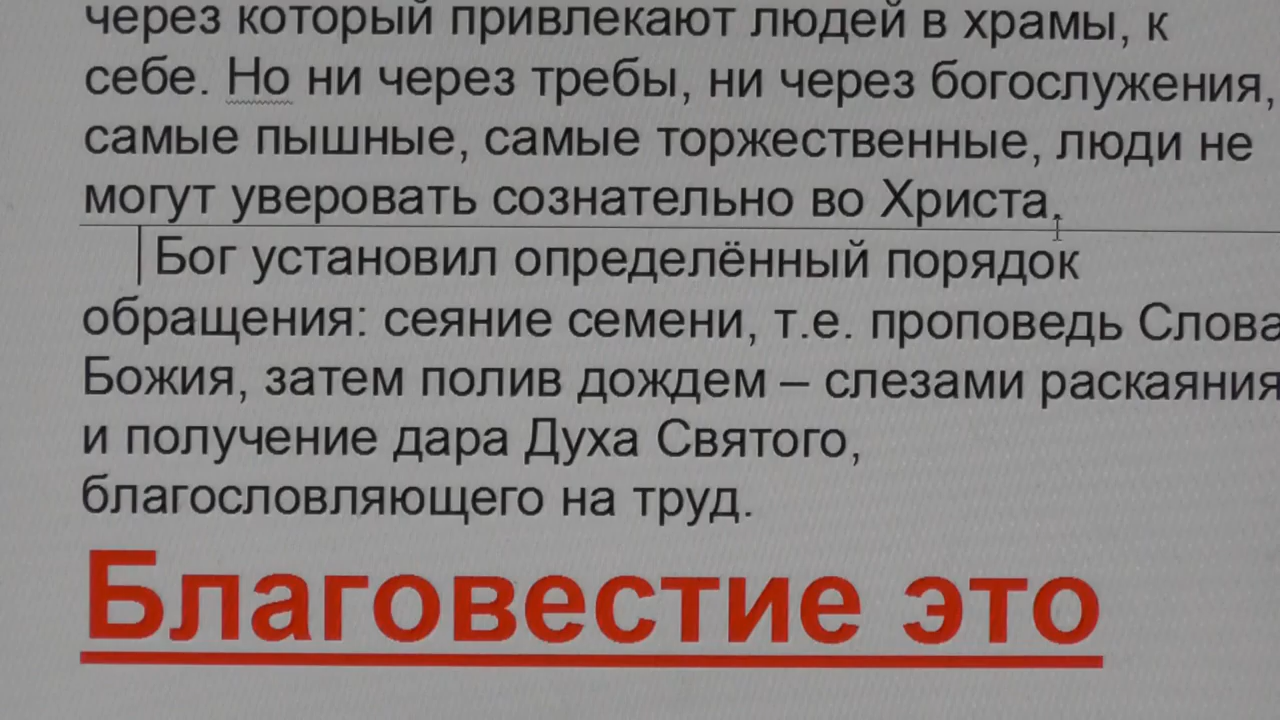 через который привлекают людей в храмы, к
себе. Но ни через требы, ни через богослужения,
самые пышные, самые торжественные, люди не
могут уверовать сознательно во Христа.
Бог установил определённый порядок
обращения: сеяние семени, т.е. проповедь Слова
Божия, затем полив дождем – слезами раскаяния
и получение дара Духа Святого,
благословляющего на труд.
Благовестие это